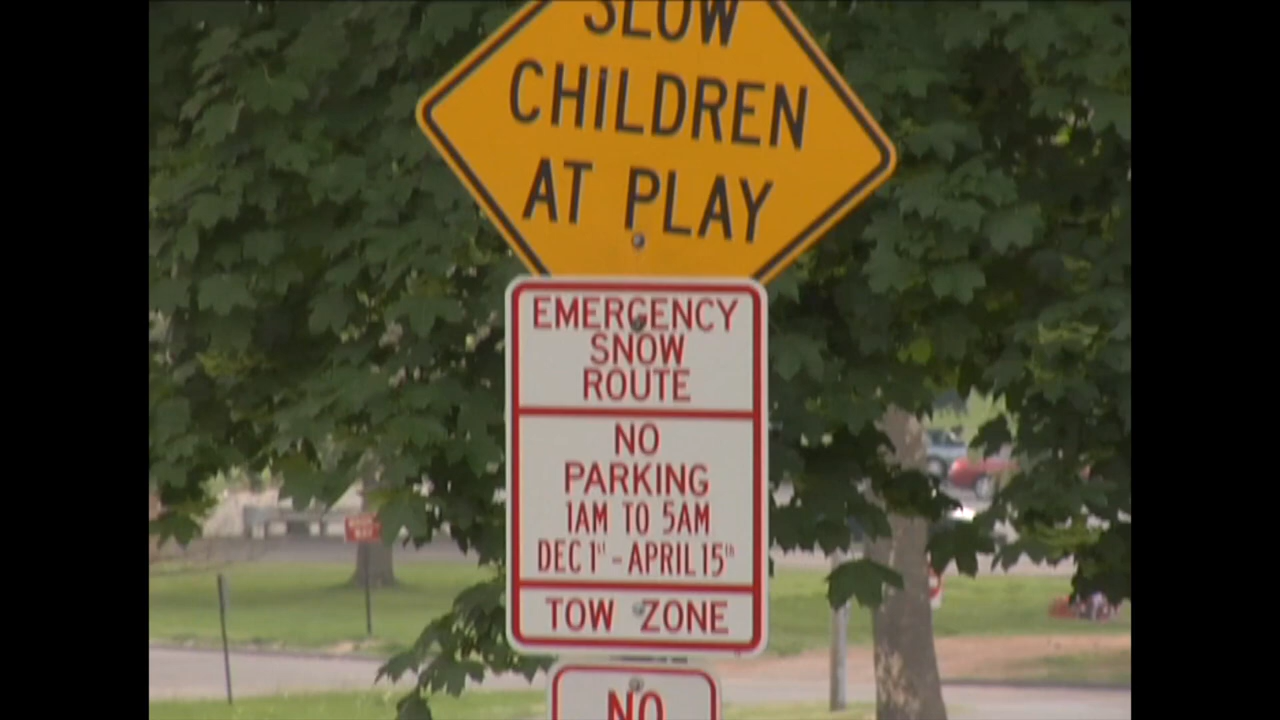 SLOW
CHILDREN
AT PLAY
EMERGENCY
SNOW
ROUTE
NO
PARKING
1AM TO 5AM
DEC 1st - APRIL 15th
TOW ZONE
NO